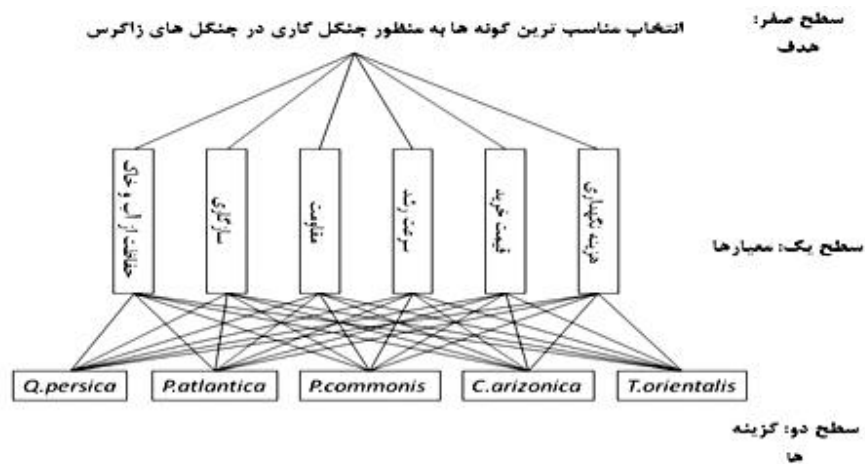 سطح صفر:
هدف
انتخاب مناسب ترین گونه ها به منظور جنگل کاری در جنگل های زاگرس
سطح یک: معیارها
هزینه نگهداری
قیمت خرید
سرعت رشد
مقاومت
سازگاری
حفاظت از آب و خاک
Q.persica
P.atlantica
P.commonis
C.arizonica
T.orientalis
سطح دو: گزینه
ها